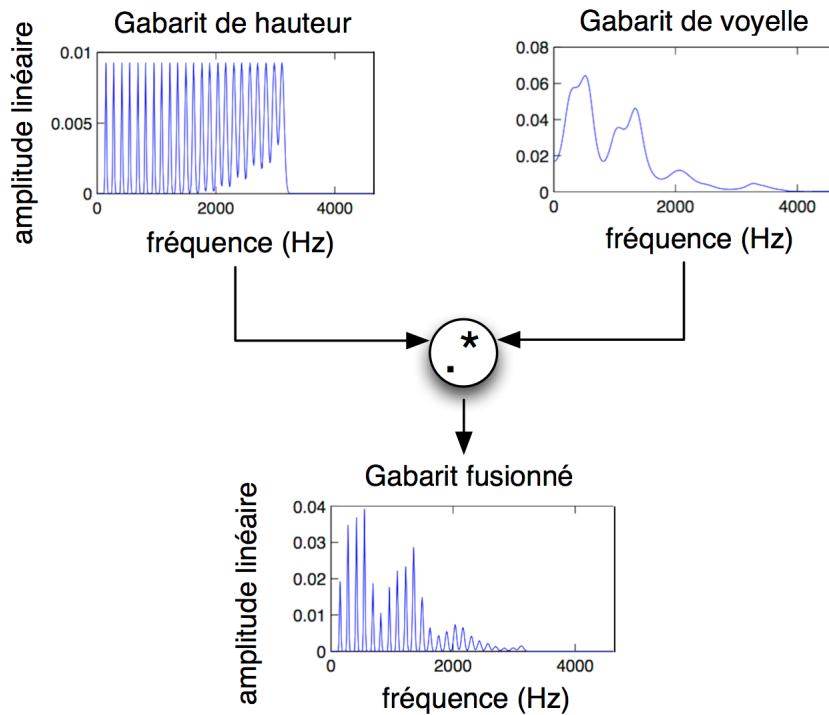 Gabarit de hauteur
amplitude linéaire
0.01
0.005
0
0
2000
4000
fréquence (Hz)
Gabarit de voyelle
0.08
0.06
0.04
0.02
0
0
2000
4000
fréquence (Hz)
.*
Gabarit fusionné
amplitude linéaire
0.04
0.03
0.02
0.01
0
0
2000
4000
fréquence (Hz)